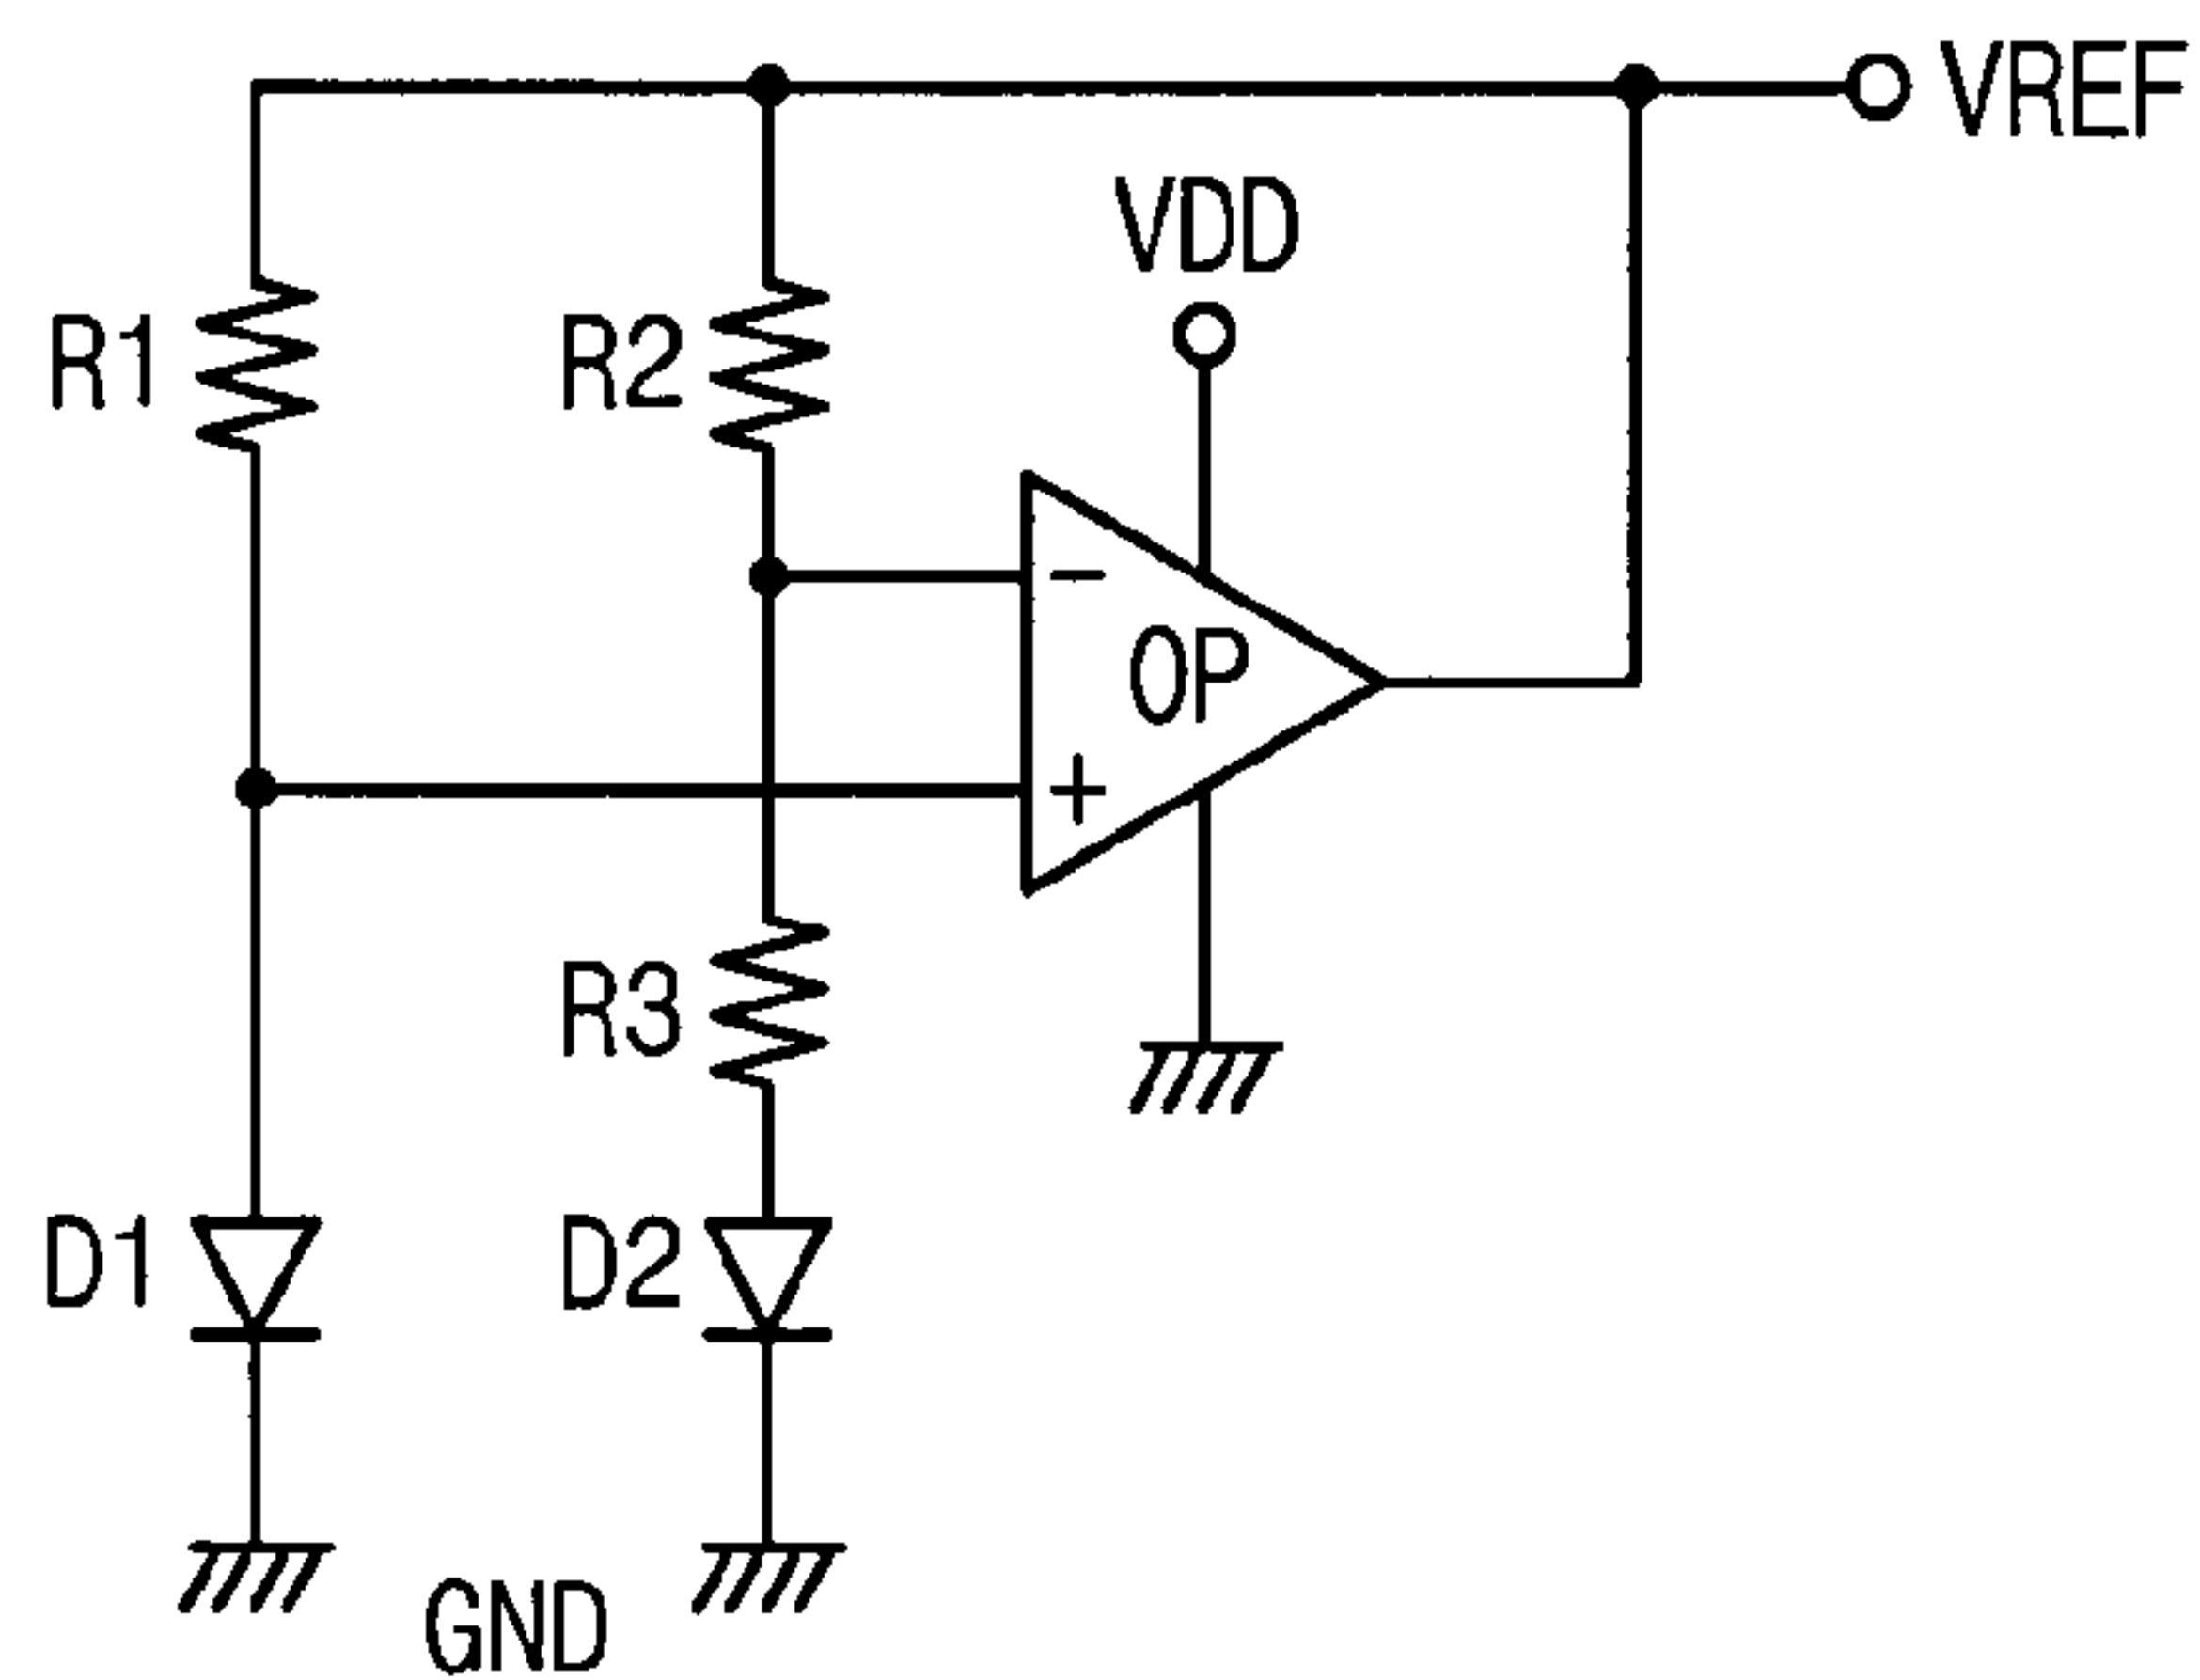 VREF
VDD
R1
R2
−
OP
+
R3
D1
D2
GND